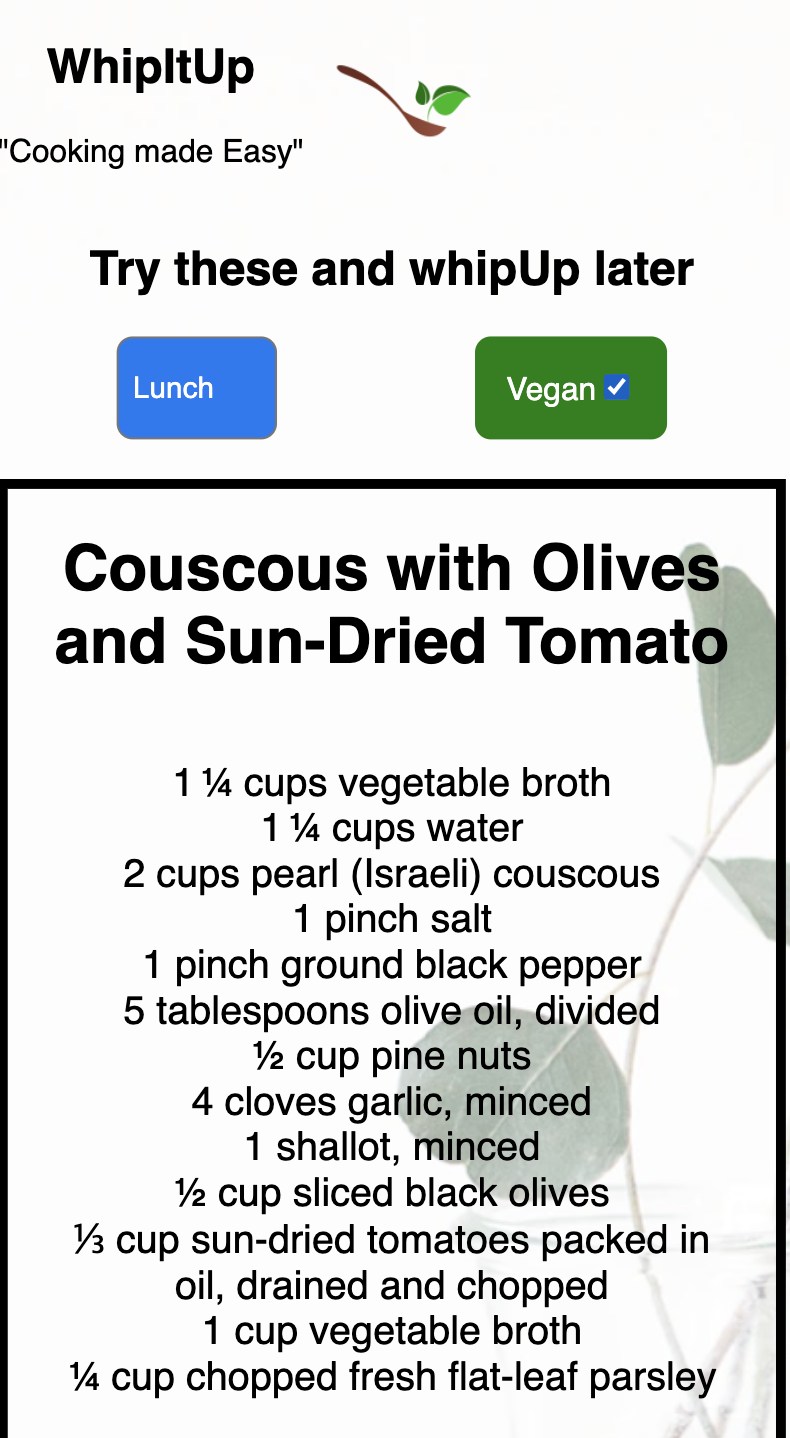 WhipItUp
"Cooking made Easy"
Try these and whipUp later
Lunch
Vegan
Couscous with Olives
and Sun-Dried Tomato
1 ¼ cups vegetable broth
1 ¼ cups water
2 cups pearl (Israeli) couscous
1 pinch salt
1 pinch ground black pepper
5 tablespoons olive oil, divided
½ cup pine nuts
4 cloves garlic, minced
1 shallot, minced
½ cup sliced black olives
⅓ cup sun-dried tomatoes packed in
oil, drained and chopped
1 cup vegetable broth
¼ cup chopped fresh flat-leaf parsley